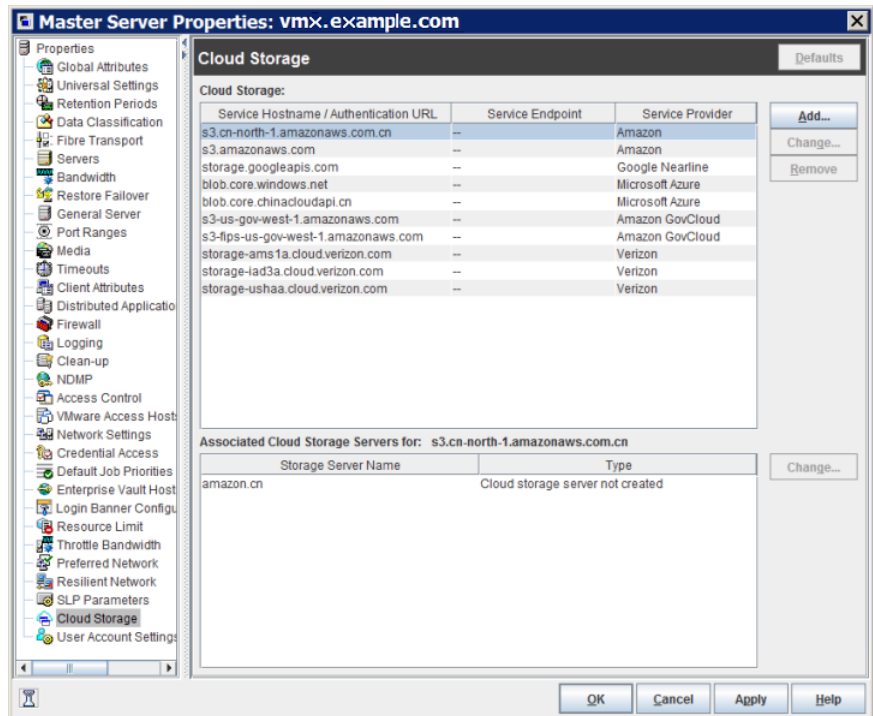 Master Server Properties: vmx.example.com
Properties
Global Attributes
Universal Settings
Retention Periods
Data Classification
Fibre Transport
Servers
Bandwidth
Restore Failover
General Server
Port Ranges
Media
Timeouts
Client Attributes
Distributed Applicatio
Firewall
Logging
Clean-up
NDMP
Access Control
VMware Access Hosts
Network Settings
Credential Access
Default Job Priorities
Enterprise Vault Host
Login Banner Configu
Resource Limit
Throttle Bandwidth
Preferred Network
Resilient Network
SLP Parameters
Cloud Storage
User Account Settings
Cloud Storage
Defaults
Cloud Storage:
Service Hostname / Authentication URL Service Endpoint Service Provider
s3.cn-north-1.amazonaws.com.cn -- Amazon
s3.amazonaws.com -- Amazon
storage.googleapis.com -- Google Nearline
blob.core.windows.net -- Microsoft Azure
blob.core.chinacloudapi.cn -- Microsoft Azure
s3-us-gov-west-1.amazonaws.com -- Amazon GovCloud
s3-fips-us-gov-west-1.amazonaws.com -- Amazon GovCloud
storage-ams1a.cloud.verizon.com -- Verizon
storage-iad3a.cloud.verizon.com -- Verizon
storage-ushaa.cloud.verizon.com -- Verizon
Add...
Change...
Remove
Associated Cloud Storage Servers for: s3.cn-north-1.amazonaws.com.cn
Storage Server Name Type
amazon.cn Cloud storage server not created
Change...
OK Cancel Apply Help